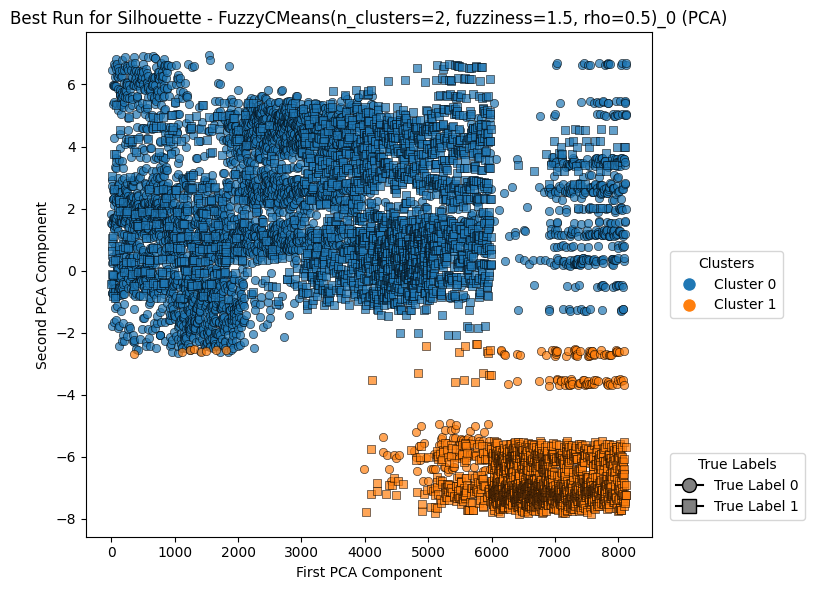 Best Run for Silhouette - FuzzyCMeans(n_clusters=2, fuzziness=1.5, rho=0.5)_0 (PCA)
Second PCA Component
6
4
2
0
−2
−4
−6
−8
0 1000 2000 3000 4000 5000 6000 7000 8000
First PCA Component
Clusters
Cluster 0
Cluster 1
True Labels
True Label 0
True Label 1